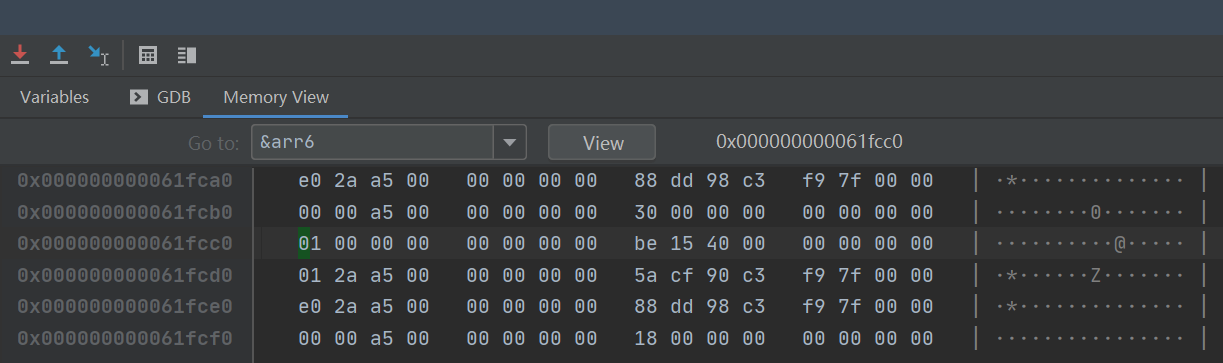 Variables GDB Memory View
Go to: &arr6 View 0x000000000061fcc0
0x000000000061fca0 e0 2a a5 00 00 00 00 00 88 dd 98 c3 f9 7f 00 00 | ·*·············· |
0x000000000061fcb0 00 00 a5 00 00 00 00 00 30 00 00 00 00 00 00 00 | ········0······· |
0x000000000061fcc0 01 00 00 00 00 00 00 00 be 15 40 00 00 00 00 00 | ··········@····· |
0x000000000061fcd0 01 2a a5 00 00 00 00 00 5a cf 90 c3 f9 7f 00 00 | ·*······Z······· |
0x000000000061fce0 e0 2a a5 00 00 00 00 00 88 dd 98 c3 f9 7f 00 00 | ·*·············· |
0x000000000061fcf0 00 00 a5 00 00 00 00 00 18 00 00 00 00 00 00 00 | ················ |